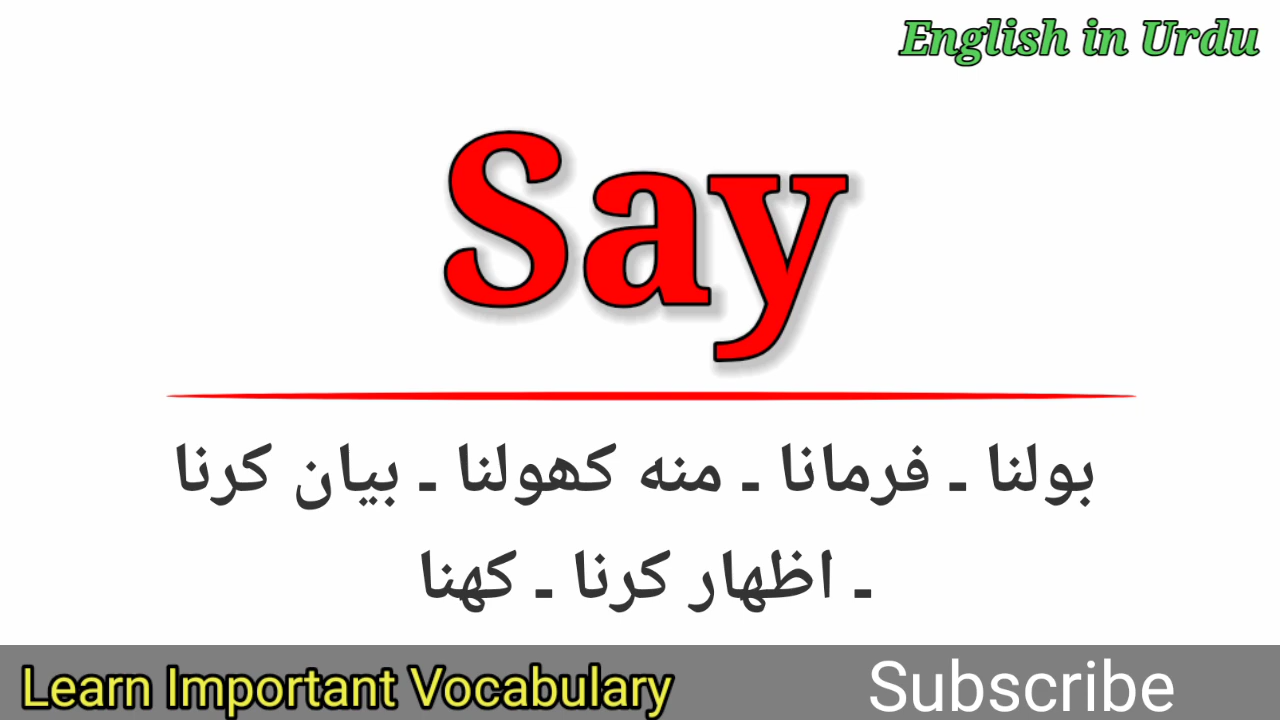 English in Urdu
Say
بولنا ۔ فرمانا ۔ منہ کھولنا ۔ بیان کرنا
۔ اظہار کرنا ۔ کہنا
Learn Important Vocabulary
Subscribe